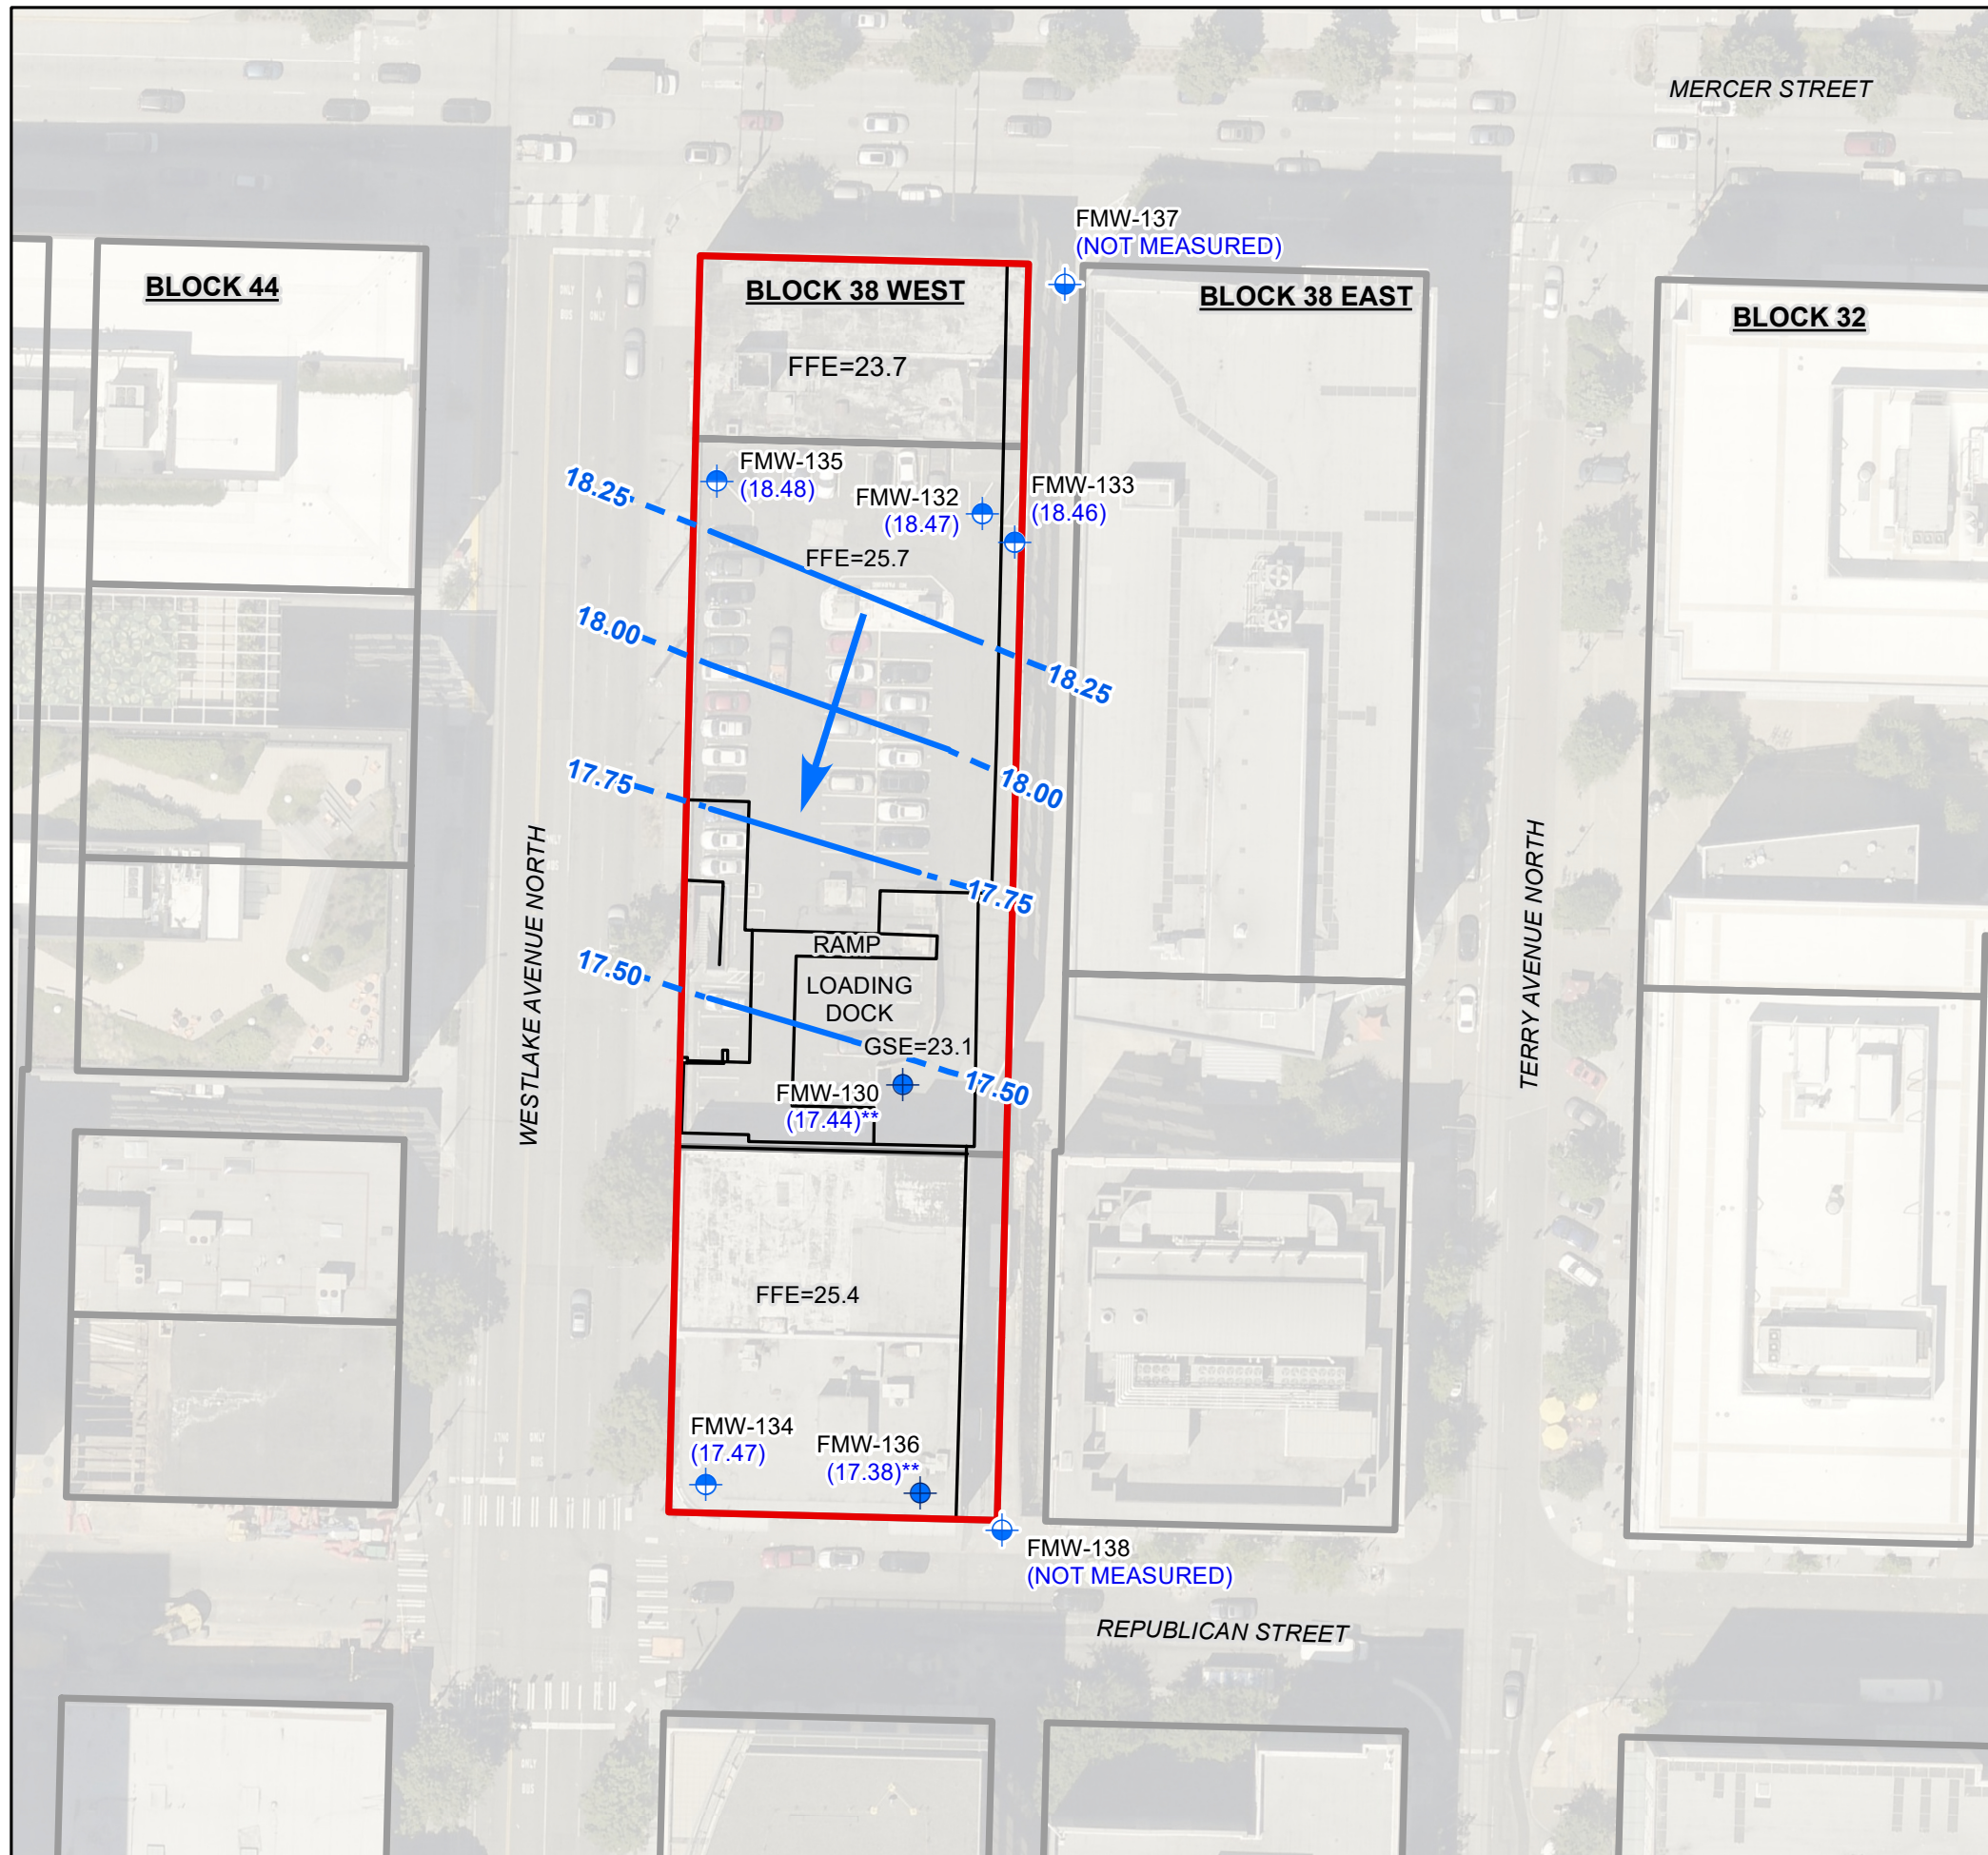 MERCER STREET
FMW-137
(NOT MEASURED)
BLOCK 44
BLOCK 38 WEST
BLOCK 38 EAST
BLOCK 32
FFE=23.7
FMW-135
(18.48)
FMW-132
(18.47)
FMW-133
(18.46)
18.25
FFE=25.7
18.00
18.25
17.75
18.00
WESTLAKE AVENUE NORTH
TERRY AVENUE NORTH
17.75
RAMP
17.50
LOADING
DOCK
GSE=23.1
17.50
FMW-130
(17.44)**
FFE=25.4
FMW-134
(17.47)
FMW-136
(17.38)**
FMW-138
(NOT MEASURED)
REPUBLICAN STREET